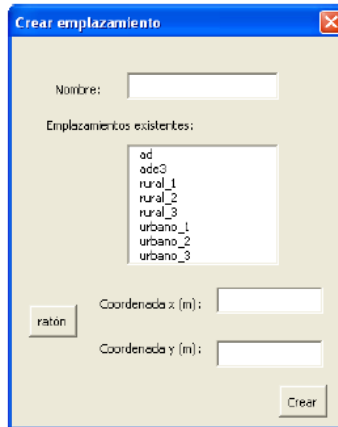 Crear emplazamiento
Nombre:
Emplazamientos existentes:
ad
ade3
rural_1
rural_2
rural_3
urbano_1
urbano_2
urbano_3
Coordenada x (m):
ratón
Coordenada y (m):
Crear